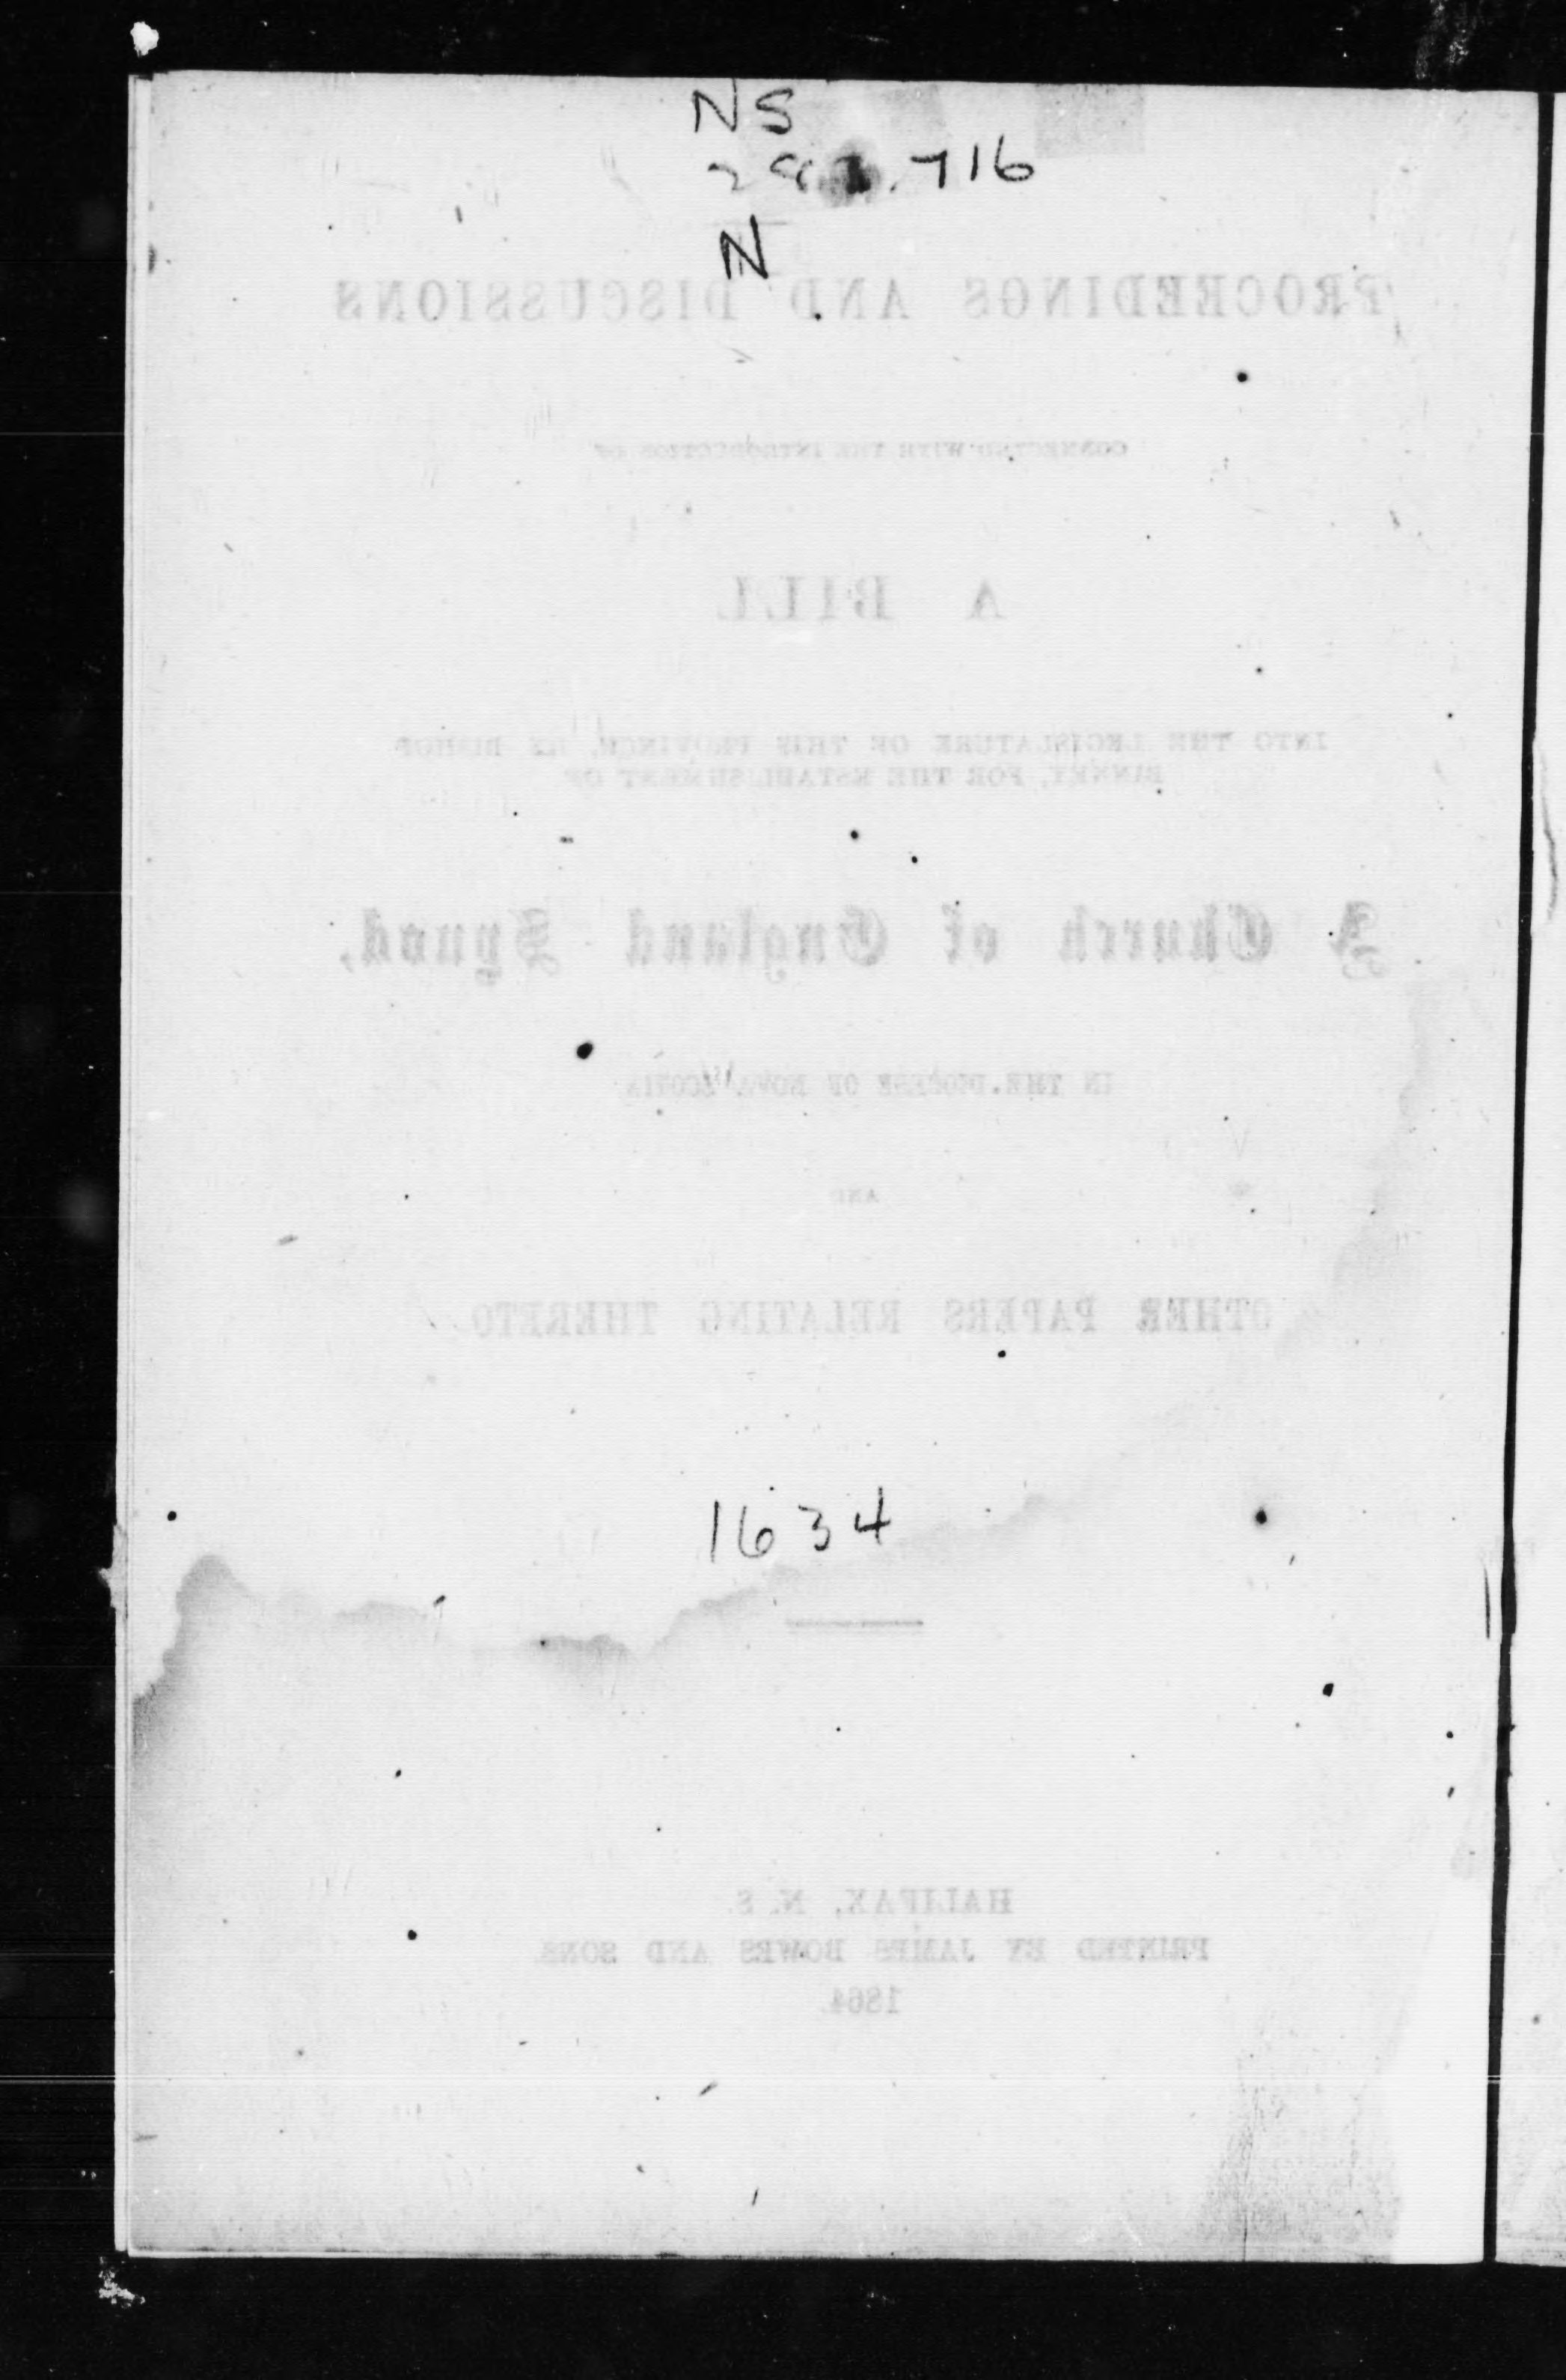 NS
.716
N
PROCEEDINGS AND DISCUSSIONS
CONNECTED WITH THE INTRODUCTION OF
A BILL
INTO THE LEGISLATURE OF THIS PROVINCE, BY BISHOP
BINNEY, FOR THE ESTABLISHMENT OF
A Church of England Synod,
IN THE DIOCESE OF NOVA SCOTIA
AND
OTHER PAPERS RELATING THERETO
1634
HALIFAX, N. S.
PRINTED BY JAMES BOWES AND SONS
1864.